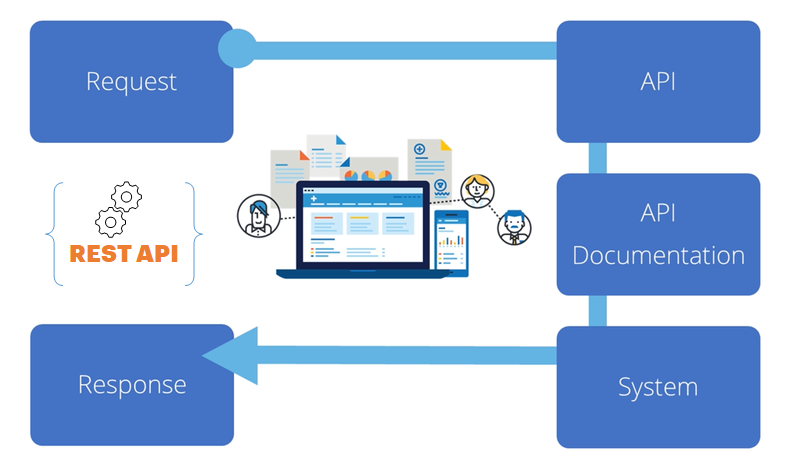 Request
API
API
Documentation
REST API
Response
System